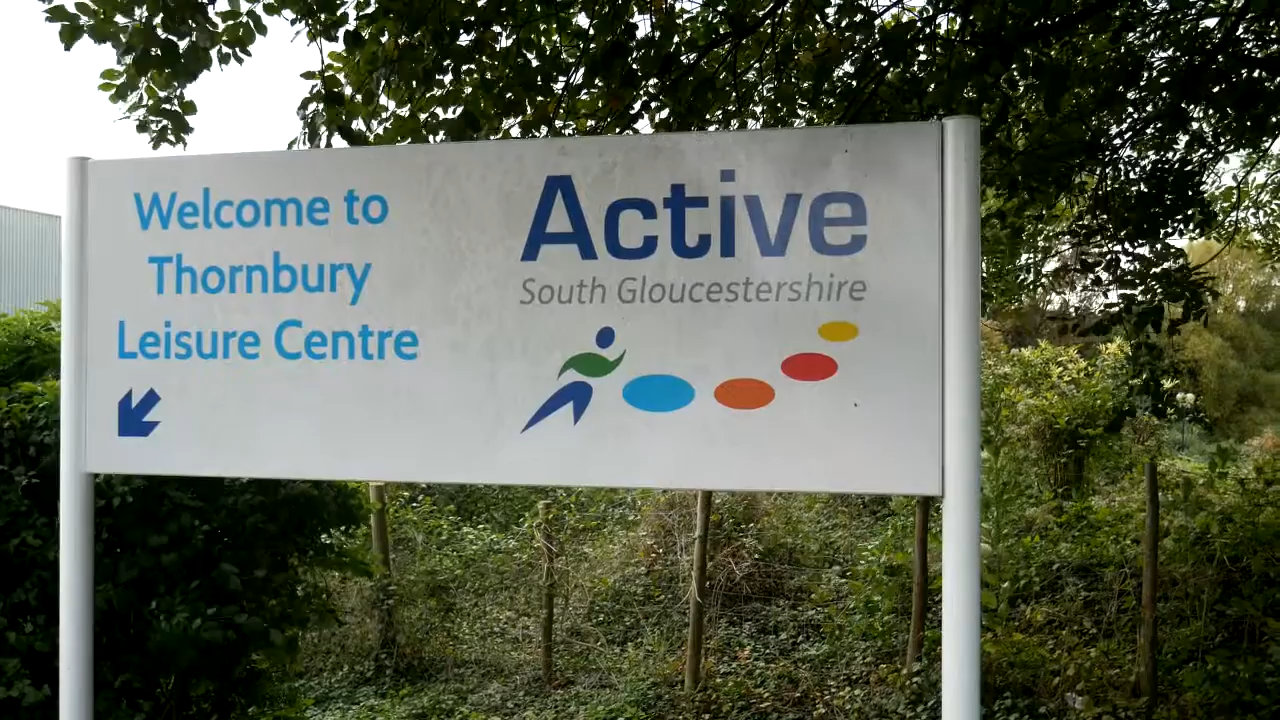 Welcome to
Thornbury
Leisure Centre
Active
South Gloucestershire